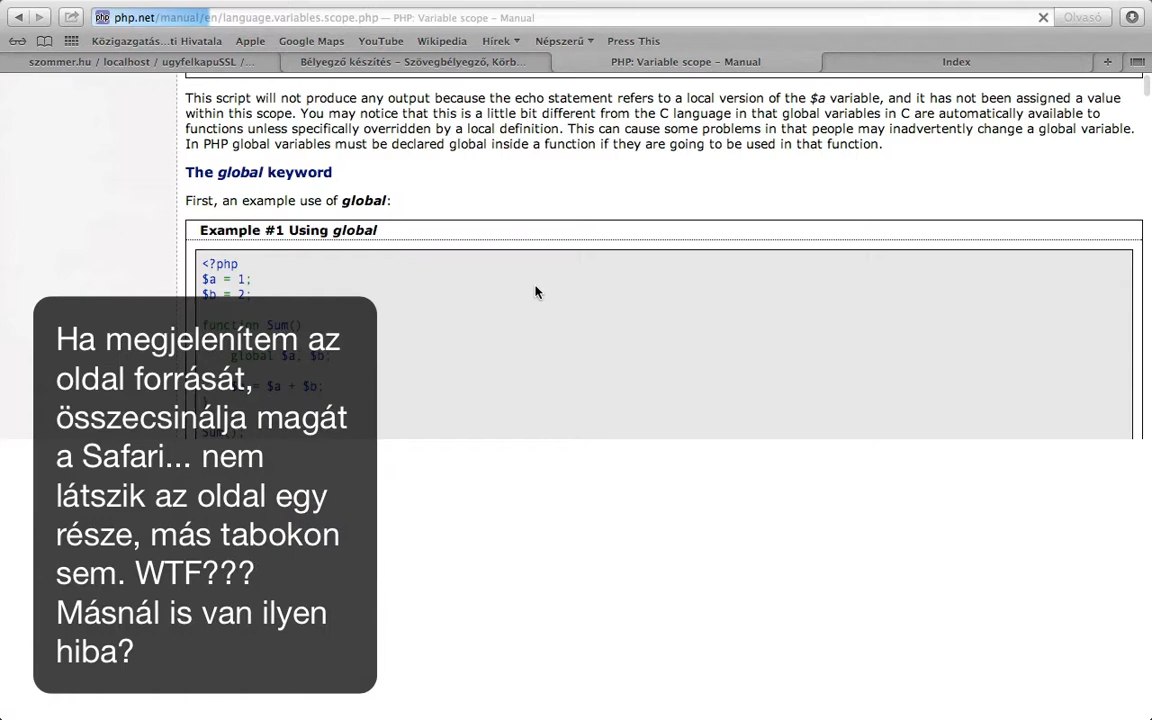 php.net/manual/en/language.variables.scope.php — PHP: Variable scope – Manual
Olvasó
Közigazgatás...ti Hivatala Apple Google Maps YouTube Wikipedia Hírek Népszerű Press This
szommer.hu / localhost / ugyfelkapuSSL /... Bélyegző készítés – Szövegbélyegző, Körb... PHP: Variable scope – Manual Index
This script will not produce any output because the echo statement refers to a local version of the $a variable, and it has not been assigned a value
within this scope. You may notice that this is a little bit different from the C language in that global variables in C are automatically available to
functions unless specifically overridden by a local definition. This can cause some problems in that people may inadvertently change a global variable.
In PHP global variables must be declared global inside a function if they are going to be used in that function.
The global keyword
First, an example use of global:
Example #1 Using global
<?php
$a = 1;
$b = 2;
function Sum()
global $a, $b;
= $a + $b;
Sum();
Ha megjelenítem az
oldal forrását,
összecsinálja magát
a Safari... nem
látszik az oldal egy
része, más tabokon
sem. WTF???
Másnál is van ilyen
hiba?